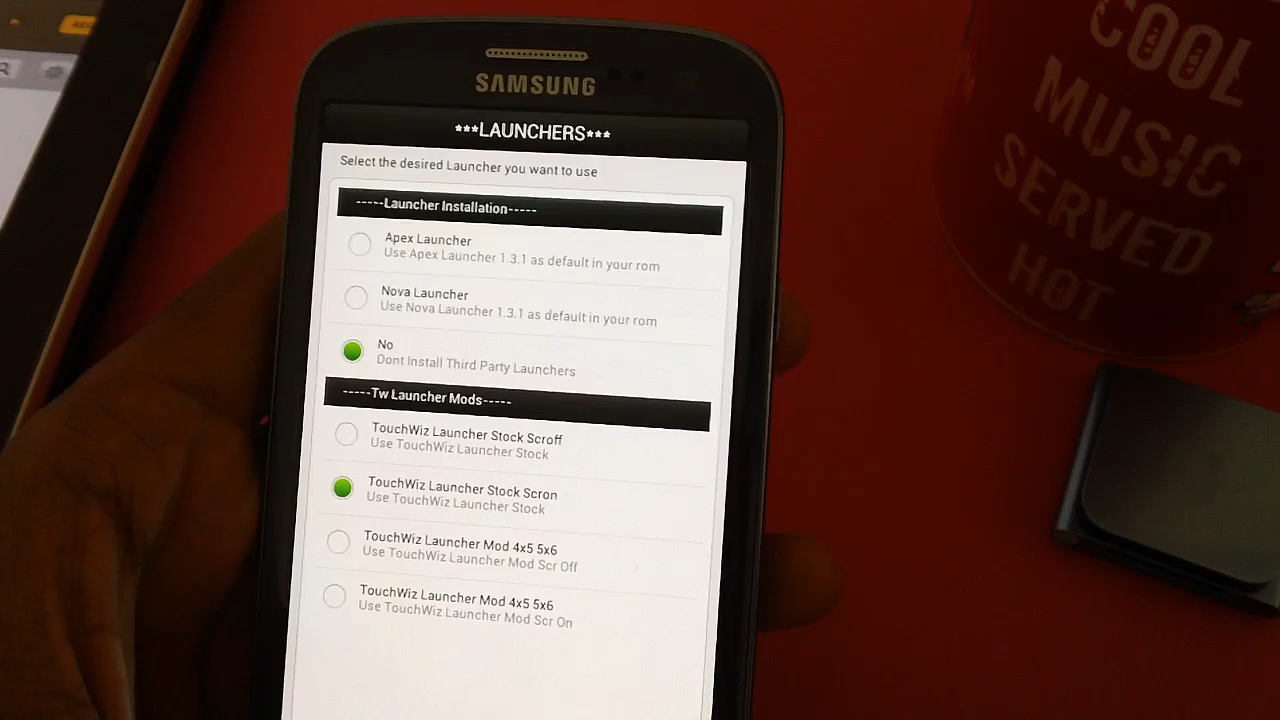 SAMSUNG
***LAUNCHERS***
Select the desired Launcher you want to use
-----Launcher Installation-----
Apex Launcher
Use Apex Launcher 1.3.1 as default in your rom
Nova Launcher
Use Nova Launcher 1.3.1 as default in your rom
No
Dont Install Third Party Launchers
-----Tw Launcher Mods-----
TouchWiz Launcher Stock Scroff
Use TouchWiz Launcher Stock
TouchWiz Launcher Stock Scron
Use TouchWiz Launcher Stock
TouchWiz Launcher Mod 4x5 5x6
Use TouchWiz Launcher Mod Scr Off
TouchWiz Launcher Mod 4x5 5x6
Use TouchWiz Launcher Mod Scr On
COOL
MUSIC
SERVED
HOT